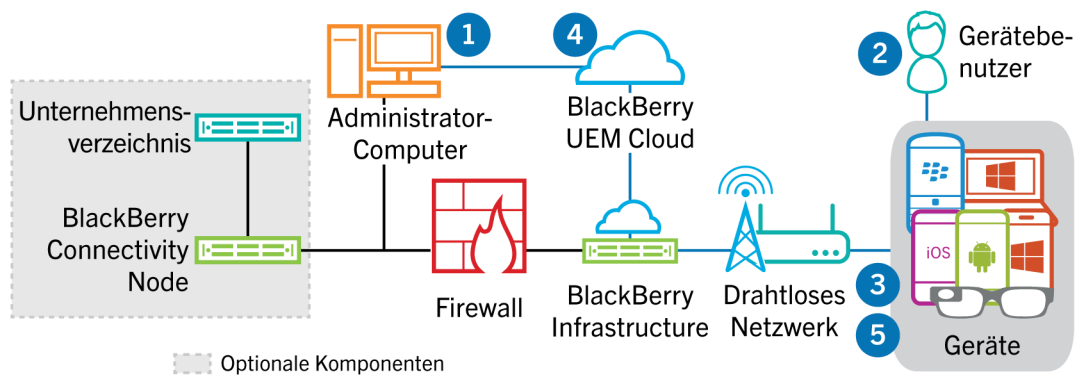 1
4
2
Gerätebe-
nutzer
Unternehmens-
verzeichnis
Administrator-
Computer
BlackBerry
UEM Cloud
BlackBerry
Connectivity
Node
iOS
Firewall
BlackBerry
Infrastructure
Drahtloses
Netzwerk
3
5
Geräte
Optionale Komponenten